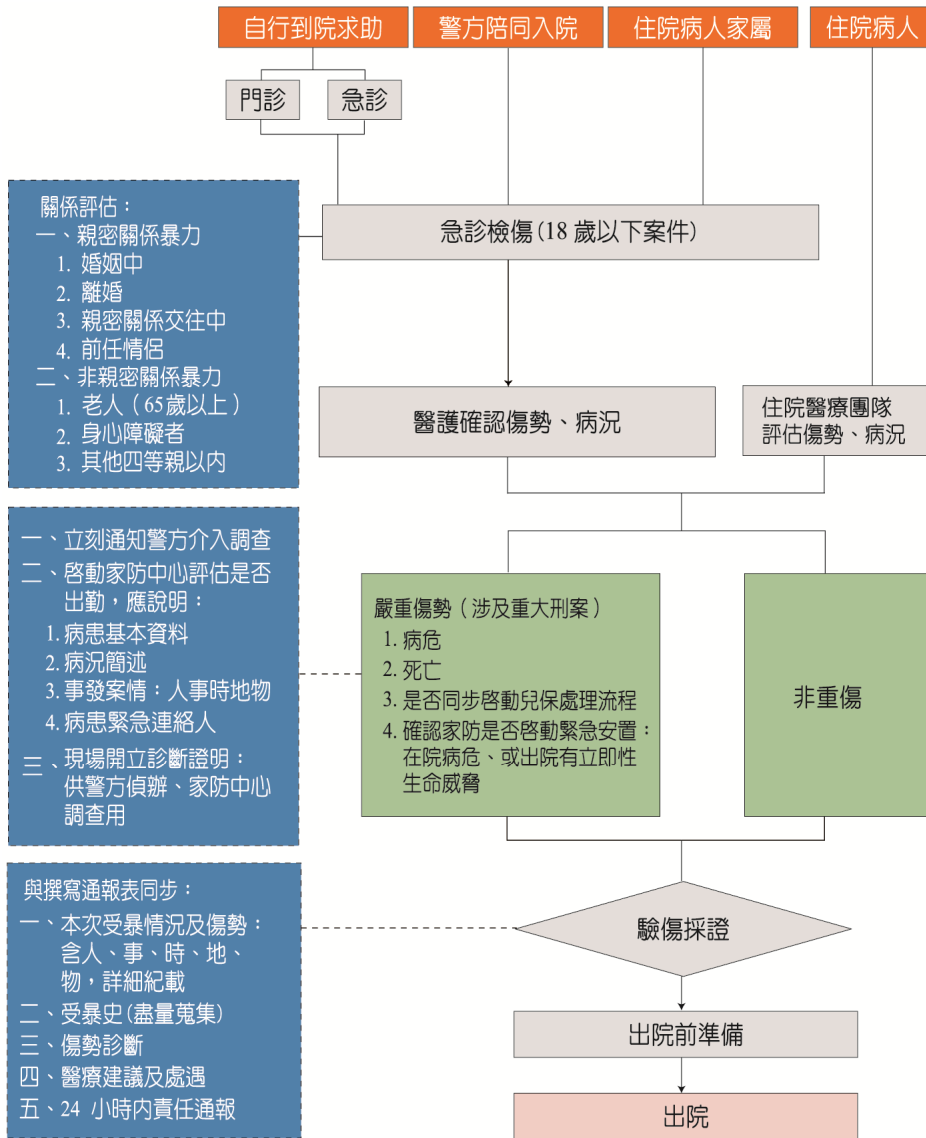 自行到院求助
警方陪同入院
住院病人家屬
住院病人
門診
急診
關係評估：
一、親密關係暴力
1. 婚姻中
2. 離婚
3. 親密關係交往中
4. 前任情侶
二、非親密關係暴力
1. 老人（65歲以上）
2. 身心障礙者
3. 其他四等親以內
急診檢傷(18 歲以下案件)
醫護確認傷勢、病況
住院醫療團隊
評估傷勢、病況
一、立刻通知警方介入調查
二、啓動家防中心評估是否
出勤，應說明：
1. 病患基本資料
2. 病況簡述
3. 事發案情：人事時地物
4. 病患緊急連絡人
三、現場開立診斷證明：
供警方偵辦、家防中心
調查用
嚴重傷勢（涉及重大刑案）
1. 病危
2. 死亡
3. 是否同步啓動兒保處理流程
4. 確認家防是否啓動緊急安置：
在院病危、或出院有立即性
生命威脅
非重傷
與撰寫通報表同步：
一、本次受暴情況及傷勢：
含人、事、時、地、
物，詳細紀載
二、受暴史(盡量蒐集)
三、傷勢診斷
四、醫療建議及處遇
五、24 小時內責任通報
驗傷採證
出院前準備
出院